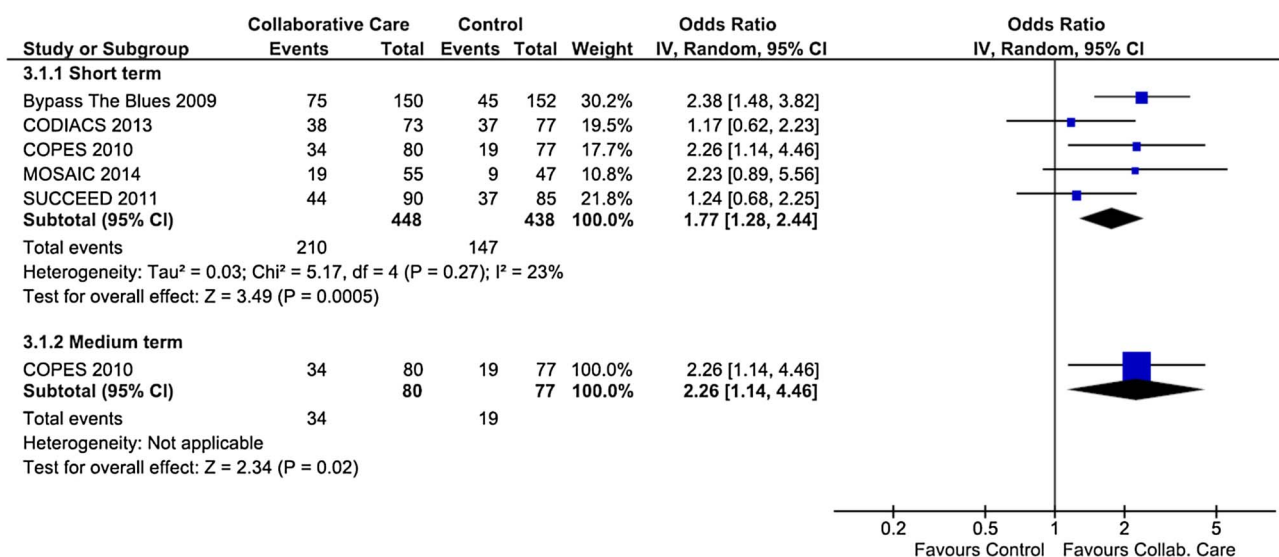 Collaborative Care Control Odds Ratio Odds Ratio
Study or Subgroup Events Total Events Total Weight IV, Random, 95% CI IV, Random, 95% CI
3.1.1 Short term
Bypass The Blues 2009 75 150 45 152 30.2% 2.38 [1.48, 3.82]
CODIACS 2013 38 73 37 77 19.5% 1.17 [0.62, 2.23]
COPES 2010 34 80 19 77 17.7% 2.26 [1.14, 4.46]
MOSAIC 2014 19 55 9 47 10.8% 2.23 [0.89, 5.56]
SUCCEED 2011 44 90 37 85 21.8% 1.24 [0.68, 2.25]
Subtotal (95% CI) 448 438 100.0% 1.77 [1.28, 2.44]
Total events 210 147
Heterogeneity: Tau² = 0.03; Chi² = 5.17, df = 4 (P = 0.27); I² = 23%
Test for overall effect: Z = 3.49 (P = 0.0005)
3.1.2 Medium term
COPES 2010 34 80 19 77 100.0% 2.26 [1.14, 4.46]
Subtotal (95% CI) 80 77 100.0% 2.26 [1.14, 4.46]
Total events 34 19
Heterogeneity: Not applicable
Test for overall effect: Z = 2.34 (P = 0.02)
0.2 0.5 1 2 5
Favours Control Favours Collab. Care